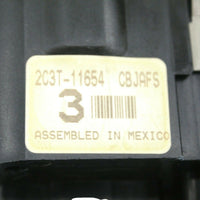 2C3T-11654 CBJAFS
3
ASSEMBLED IN MEXICO